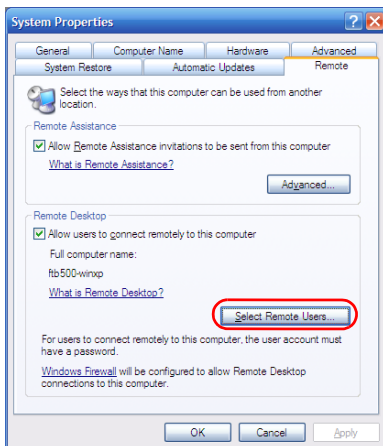 System Properties
General Computer Name Hardware Advanced
System Restore Automatic Updates Remote
Select the ways that this computer can be used from another
location.
Remote Assistance
Allow Remote Assistance invitations to be sent from this computer
What is Remote Assistance?
Advanced...
Remote Desktop
Allow users to connect remotely to this computer
Full computer name:
ftb500-winxp
What is Remote Desktop?
Select Remote Users...
For users to connect remotely to this computer, the user account must
have a password.
Windows Firewall will be configured to allow Remote Desktop
connections to this computer.
OK Cancel Apply